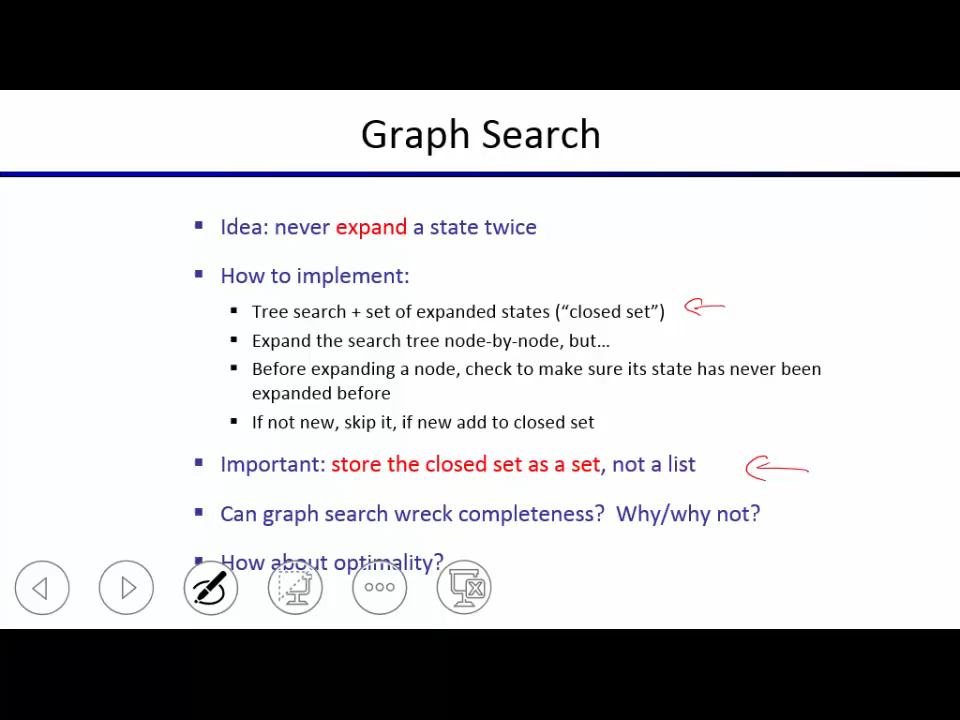 Graph Search
Idea: never expand a state twice
How to implement:
Tree search + set of expanded states (“closed set”)
Expand the search tree node-by-node, but…
Before expanding a node, check to make sure its state has never been
expanded before
If not new, skip it, if new add to closed set
Important: store the closed set as a set, not a list
Can graph search wreck completeness? Why/why not?
How about optimality?